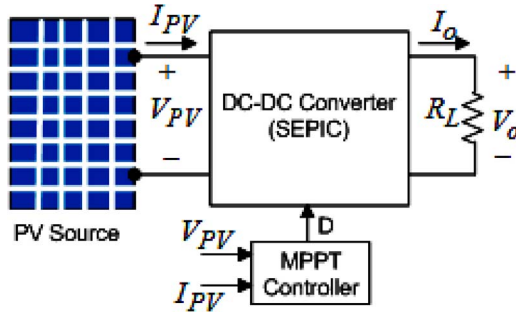 I_PV
I_o
+
V_PV
−
DC-DC Converter
(SEPIC)
R_L
+
V_o
−
PV Source
D
V_PV
I_PV
MPPT
Controller